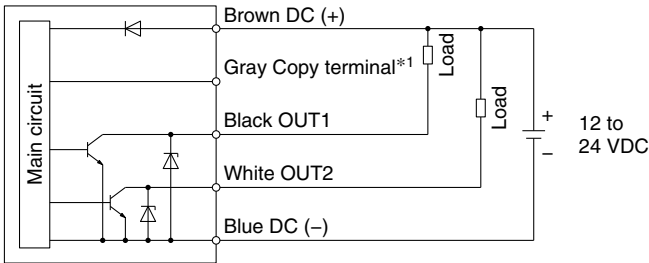 Brown DC (+)
Gray Copy terminal*1
Black OUT1
White OUT2
Blue DC (−)
Main circuit
Load
Load
+
−
12 to
24 VDC